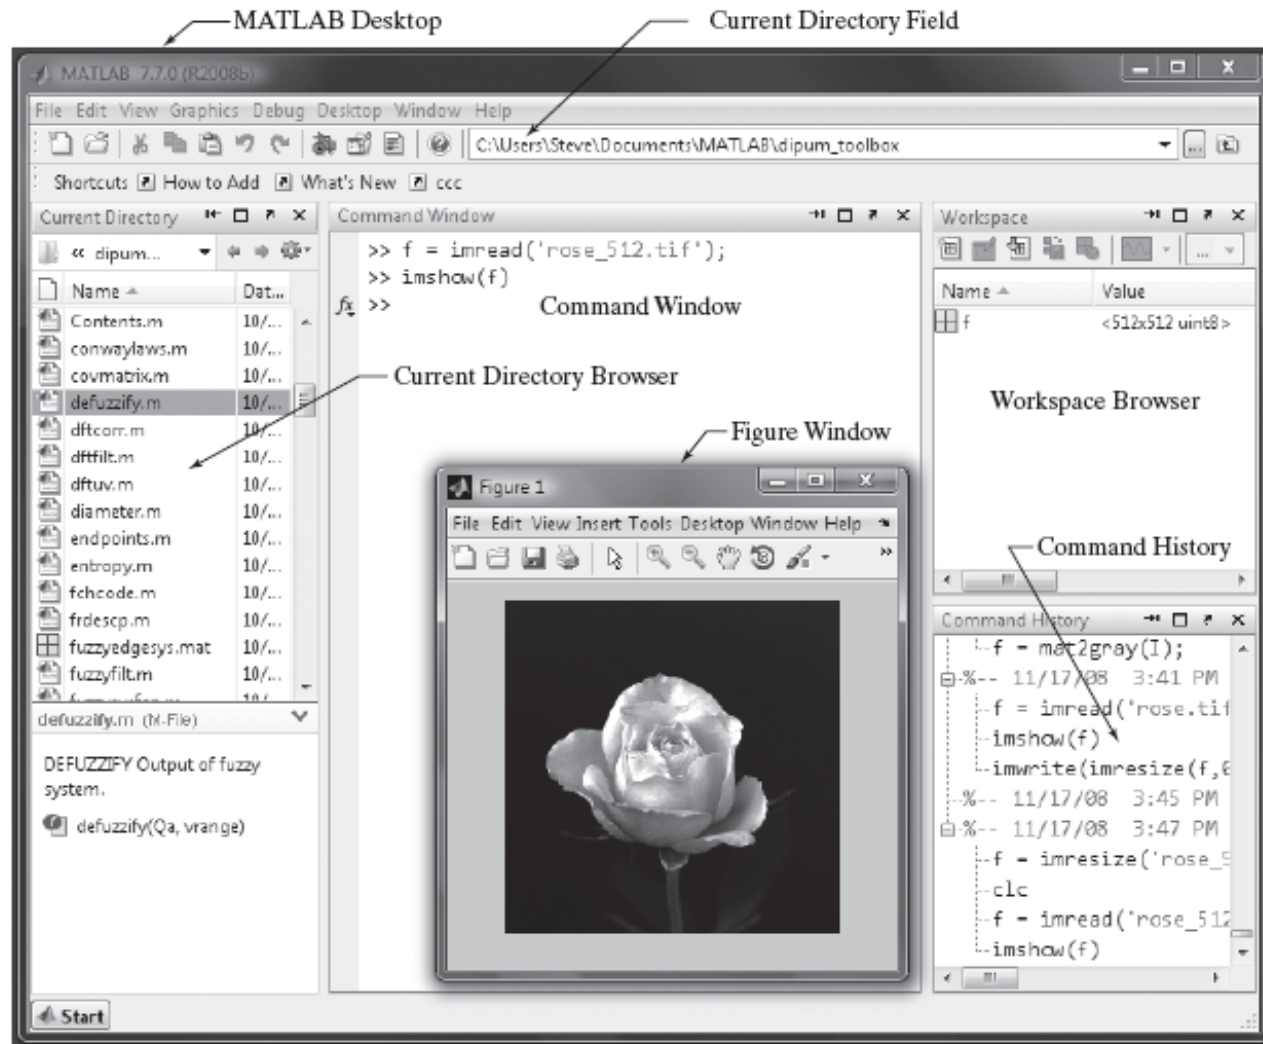 MATLAB Desktop
Current Directory Field
MATLAB 7.7.0 (R2008b)
File Edit View Graphics Debug Desktop Window Help
C:\Users\Steve\Documents\MATLAB\dipum_toolbox
Shortcuts How to Add What's New ccc
Current Directory
« dipum...
Name Dat...
Contents.m 10/...
conwaylaws.m 10/...
covmatrix.m 10/...
defuzzify.m 10/...
dftcorr.m 10/...
dftfilt.m 10/...
dftuv.m 10/...
diameter.m 10/...
endpoints.m 10/...
entropy.m 10/...
fchcode.m 10/...
frdescp.m 10/...
fuzzyedgesys.mat 10/...
fuzzyfilt.m 10/...
defuzzify.m (M-File)
DEFUZZIFY Output of fuzzy
system.
defuzzify(Qa, vrange)
Start
Command Window
>> f = imread('rose_512.tif');
>> imshow(f)
fx >>
Command Window
Current Directory Browser
Figure Window
Figure 1
File Edit View Insert Tools Desktop Window Help
Workspace
...
Name Value
f <512x512 uint8>
Workspace Browser
Command History
Command History
f = mat2gray(I);
%-- 11/17/08 3:41 PM
f = imread('rose.tif
imshow(f)
imwrite(imresize(f,0
%-- 11/17/08 3:45 PM
%-- 11/17/08 3:47 PM
f = imresize('rose_5
clc
f = imread('rose_512
imshow(f)